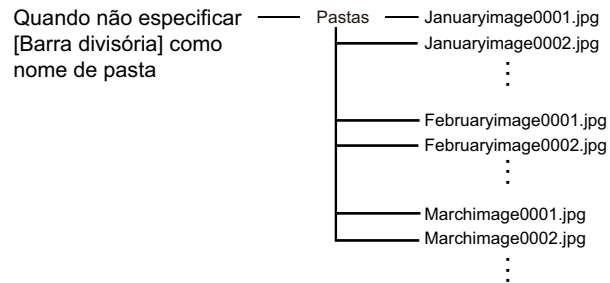 Quando não especificar
[Barra divisória] como
nome de pasta
Pastas
Januaryimage0001.jpg
Januaryimage0002.jpg
Februaryimage0001.jpg
Februaryimage0002.jpg
Marchimage0001.jpg
Marchimage0002.jpg